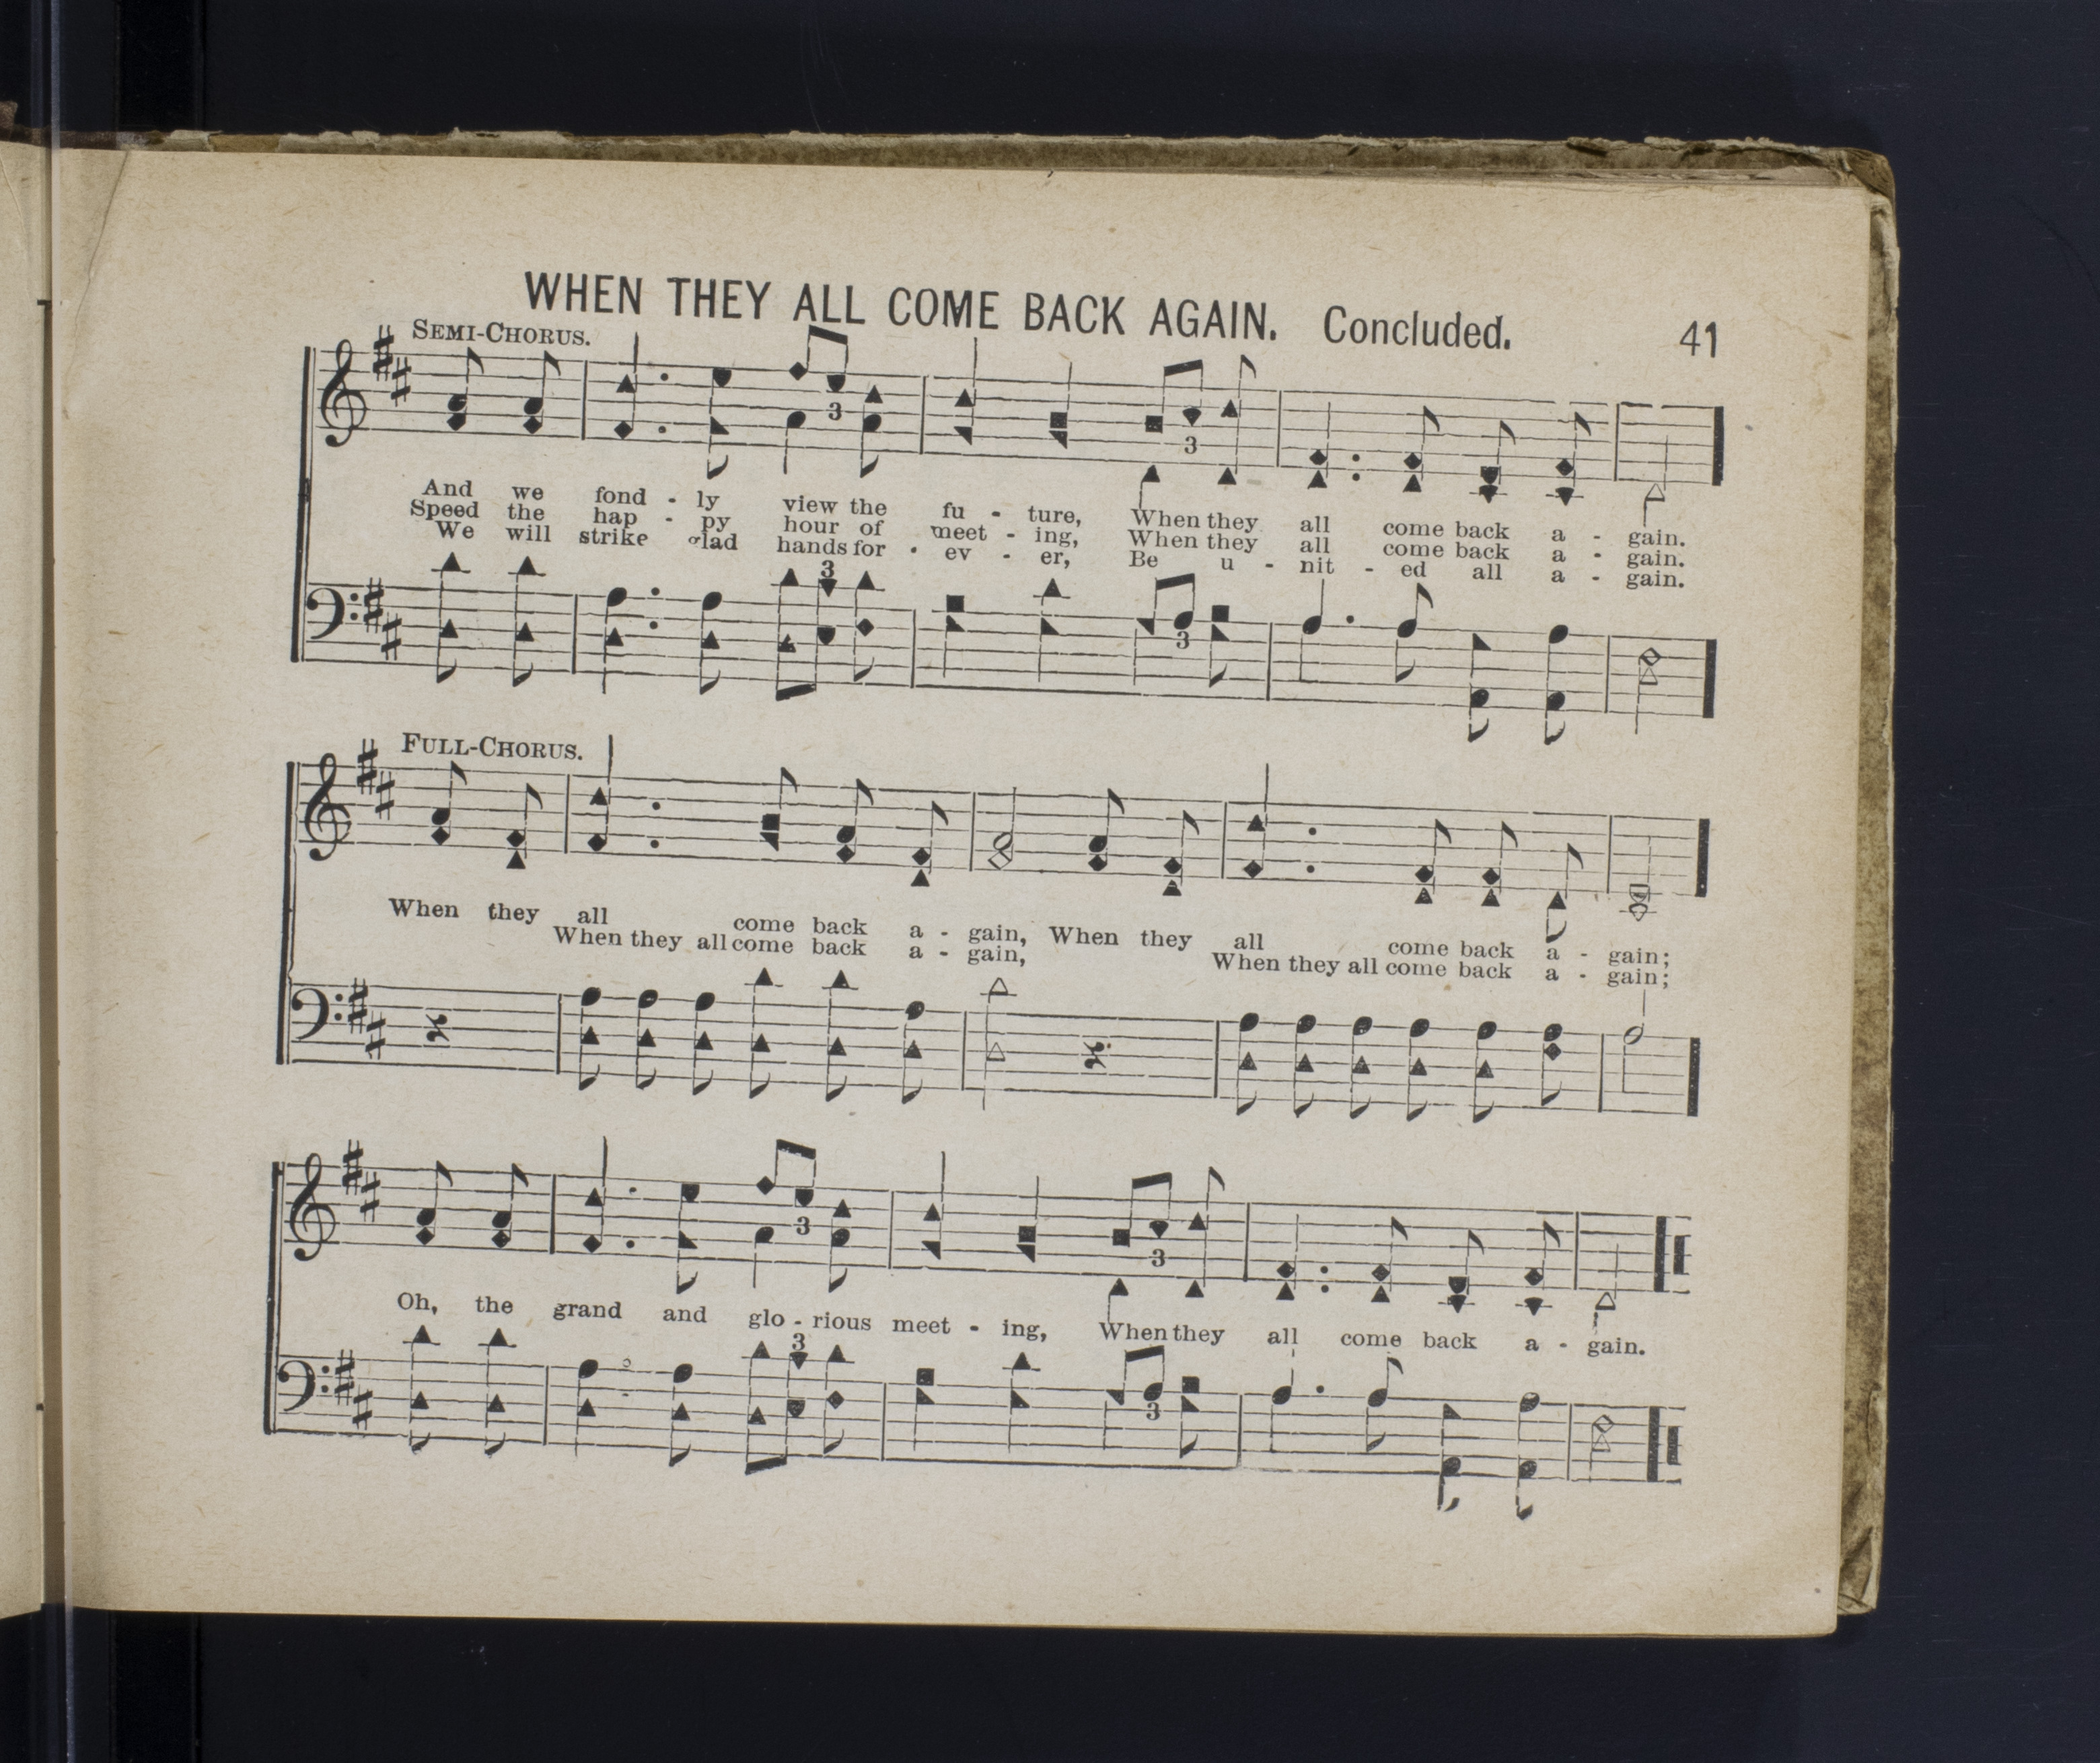 WHEN THEY ALL COME BACK AGAIN. Concluded. 41
SEMI-CHORUS.
3
3
And we fond - ly view the fu - ture, When they all come back a - gain.
Speed the hap - py hour of meet - ing, When they all come back a - gain.
We will strike glad hands for - ev - er, Be u - nit - ed all a - gain.
3
3
FULL-CHORUS.
When they all come back a - gain, When they all come back a - gain;
When they all come back a - gain, When they all come back a - gain;
3
3
Oh, the grand and glo - rious meet - ing, When they all come back a - gain.
3
3